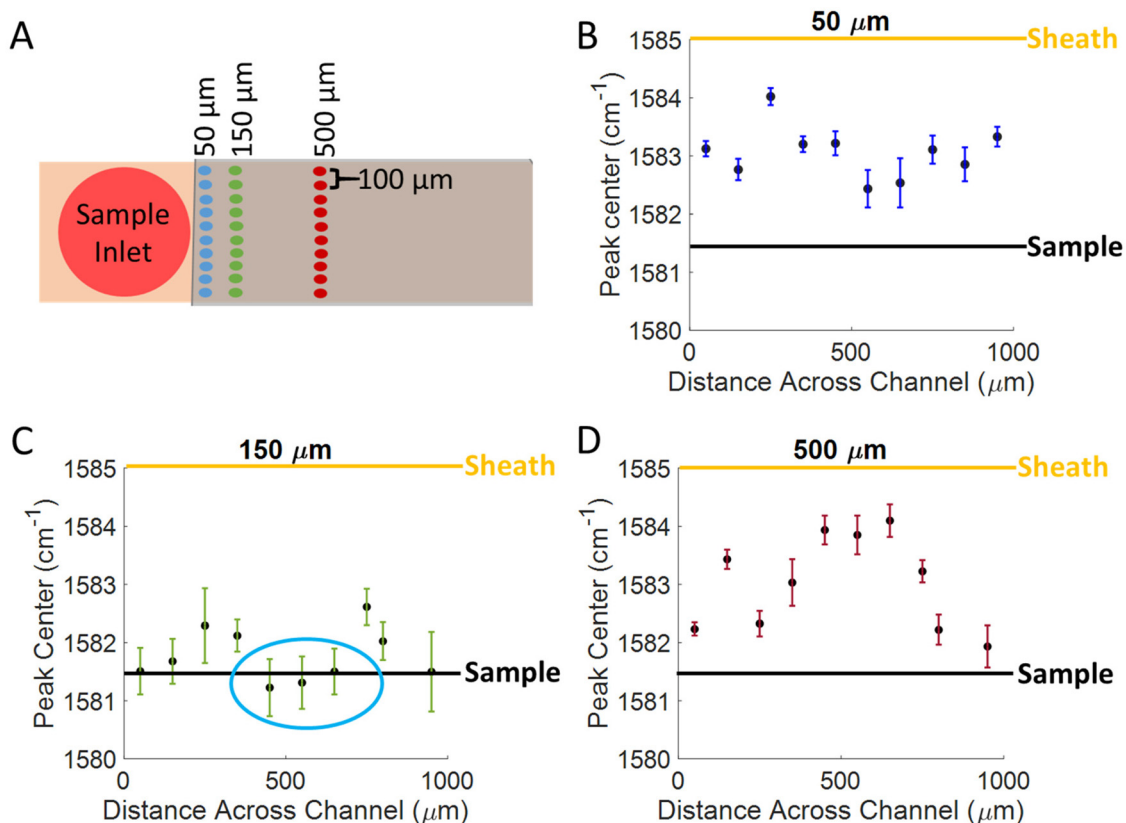 A
50 μm
150 μm
500 μm
100 μm
Sample
Inlet
B
50 μm
Sheath
Sample
Peak center (cm⁻¹)
1585
1584
1583
1582
1581
1580
0
500
1000
Distance Across Channel (μm)
C
150 μm
Sheath
Sample
Peak Center (cm⁻¹)
1585
1584
1583
1582
1581
1580
0
500
1000
Distance Across Channel (μm)
D
500 μm
Sheath
Sample
Peak Center (cm⁻¹)
1585
1584
1583
1582
1581
1580
0
500
1000
Distance Across Channel (μm)